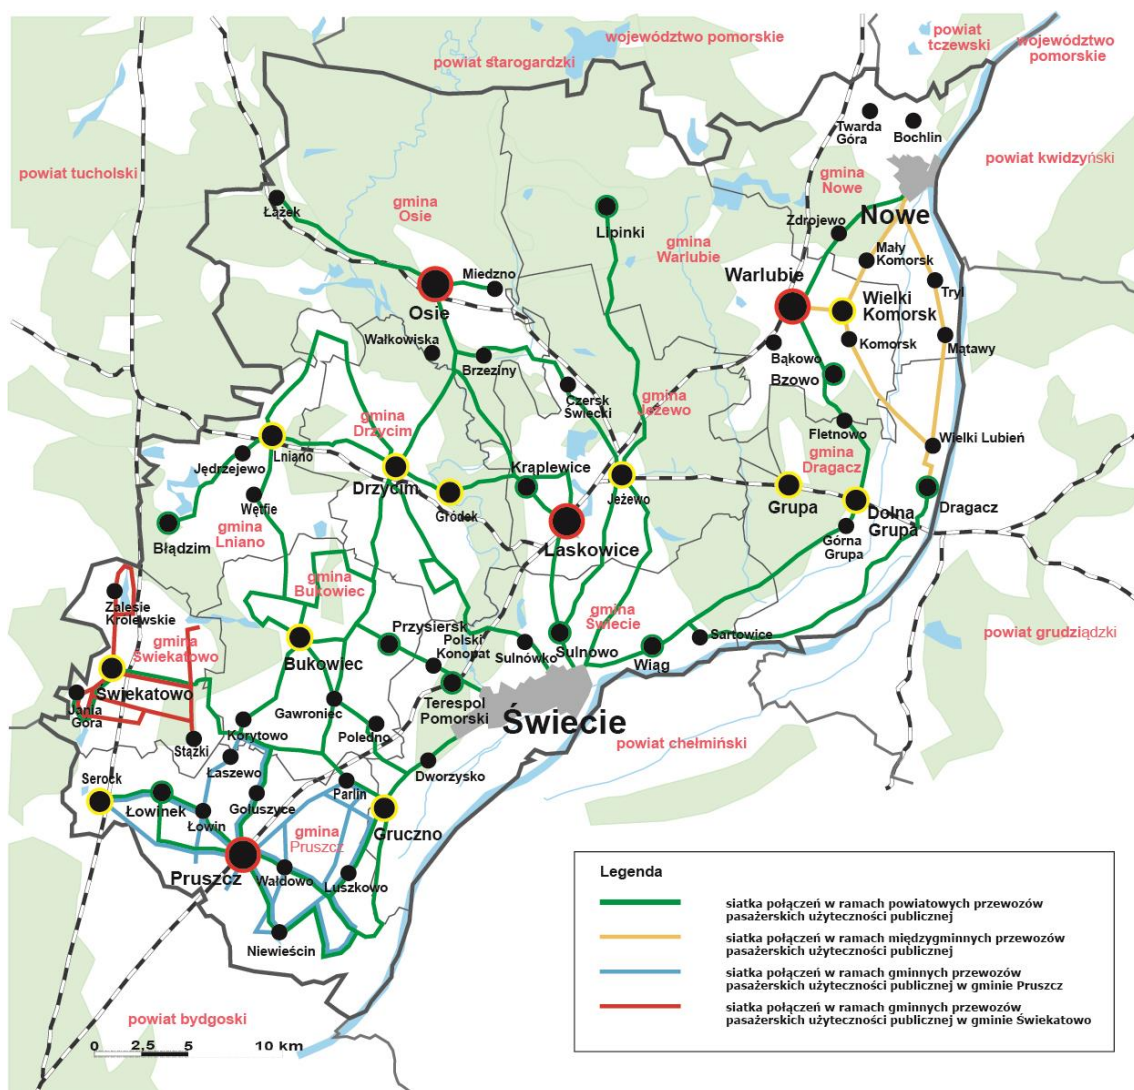 województwo pomorskie
powiat
tczewski
województwo
pomorskie
powiat starogardzki
Twarda
Góra
Bochlin
powiat tucholski
powiat kwidzyński
gmina
Nowe
gmina
Osie
Łążek
Nowe
Zdrojewo
Lipinki
gmina
Warlubie
Mały
Komorsk
Miedzno
Warlubie
Tryl
Osie
Wielki
Komorsk
Wałkowiska
Brzeziny
Bąkowo
Komorsk
Mątawy
Bzowo
Czersk
Świecki
gmina
Jeżewo
gmina
Drzycim
Fletnowo
Wielki Lubień
gmina
Dragacz
Lniano
Jędrzejewo
Krąplewice
Drzycim
Jeżewo
Wętfie
Gródek
Grupa
Dolna
Grupa
Dragacz
gmina
Lniano
Błądzim
Laskowice
Górna
Grupa
gmina
Bukowiec
Zalesie
Królewskie
gmina
Świecie
Przysiersk
Polski
Konopat
Sulnówko
Sulnowo
Wiąg
Sartowice
powiat grudziądzki
gmina
Świekatowo
Bukowiec
Świekatowo
Jania
Góra
Terespol
Pomorski
Gawroniec
Świecie
Korytowo
Poledno
Stążki
powiat chełmiński
Serock
Łaszewo
Dworzysko
Parlin
Łowinek
Gołuszyce
Łowin
Gruczno
gmina
Pruszcz
Pruszcz
Wałdowo
Luszkowo
Niewieścin
powiat bydgoski
0 2,5 5 10 km
Legenda
siatka połączeń w ramach powiatowych przewozów
pasażerskich użyteczności publicznej
siatka połączeń w ramach międzygminnych przewozów
pasażerskich użyteczności publicznej
siatka połączeń w ramach gminnych przewozów
pasażerskich użyteczności publicznej w gminie Pruszcz
siatka połączeń w ramach gminnych przewozów
pasażerskich użyteczności publicznej w gminie Świekatowo